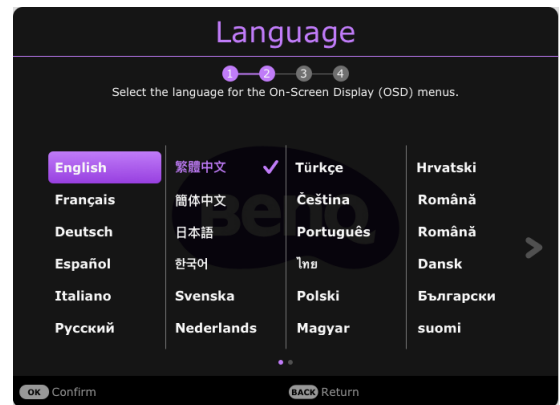 Language
1 2 3 4
Select the language for the On-Screen Display (OSD) menus.
English
Français
Deutsch
Español
Italiano
Русский
繁體中文
簡体中文
日本語
한국어
Svenska
Nederlands
Türkçe
Čeština
Português
ไทย
Polski
Magyar
Hrvatski
Română
Română
Dansk
Български
suomi
BenQ
OK Confirm
BACK Return